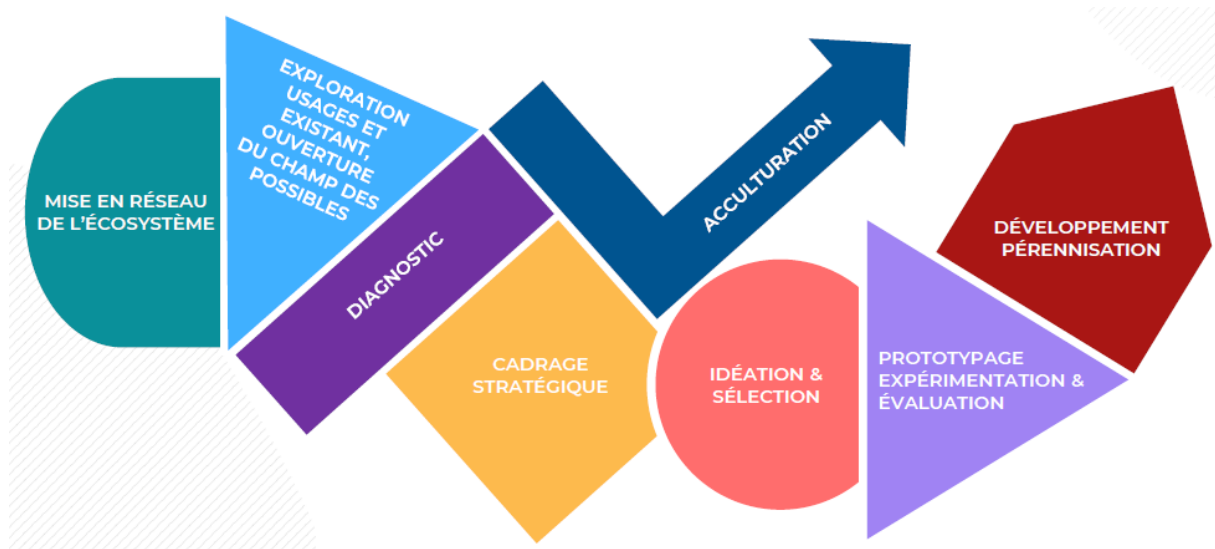 MISE EN RÉSEAU
DE L'ÉCOSYSTÈME
EXPLORATION
USAGES ET
EXISTANT,
OUVERTURE
DU CHAMP DES
POSSIBLES
DIAGNOSTIC
CADRAGE
STRATÉGIQUE
ACCULTURATION
IDÉATION &
SÉLECTION
PROTOTYPAGE
EXPÉRIMENTATION &
ÉVALUATION
DÉVELOPPEMENT
PÉRENNISATION